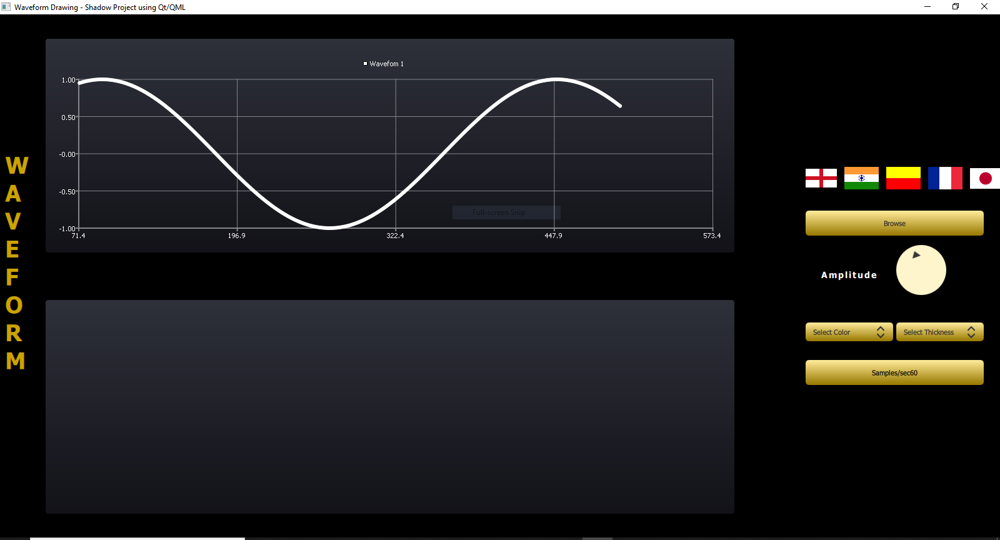 Waveform Drawing - Shadow Project using Qt/QML
WAVEFORM
Wavefom 1
1.00
0.50
-0.00
-0.50
-1.00
71.4
196.9
322.4
447.9
573.4
Full-screen Snip
Browse
Amplitude
Select Color
Select Thickness
Samples/sec60